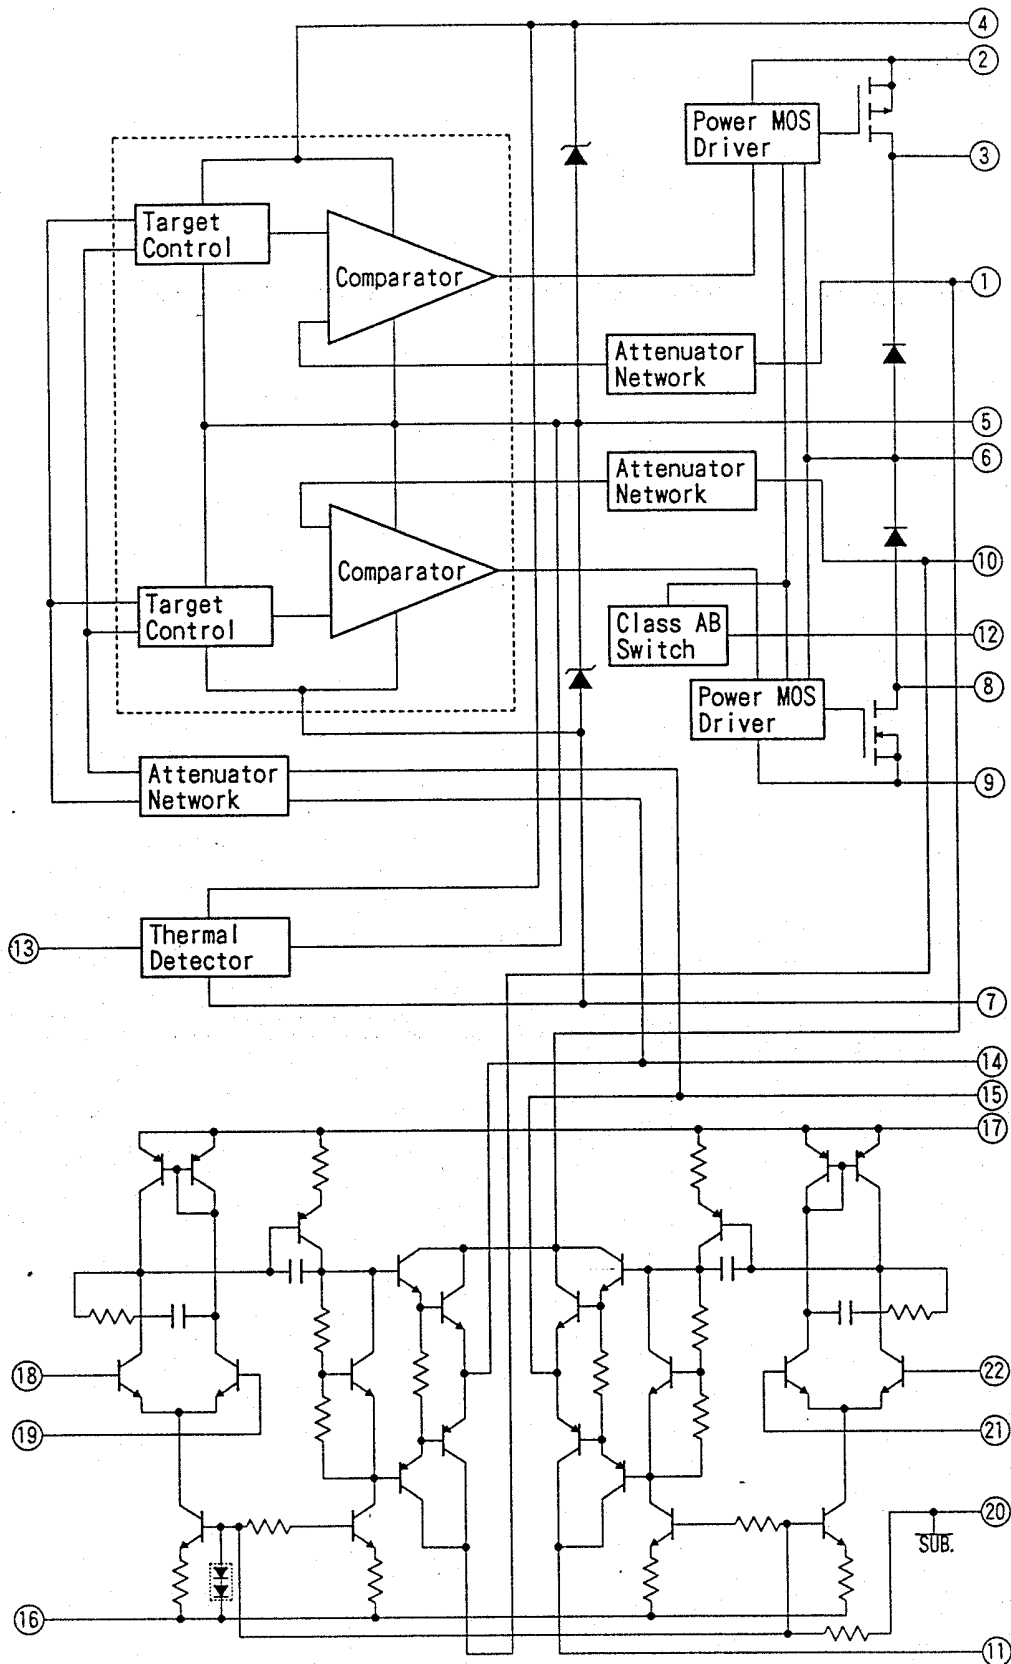 4
2
Power MOS
Driver
3
Target
Control
Comparator
1
Attenuator
Network
5
6
Attenuator
Network
10
Comparator
Target
Control
Class AB
Switch
12
8
Power MOS
Driver
9
Attenuator
Network
13
Thermal
Detector
7
14
15
17
18
22
19
21
20
SUB.
16
11